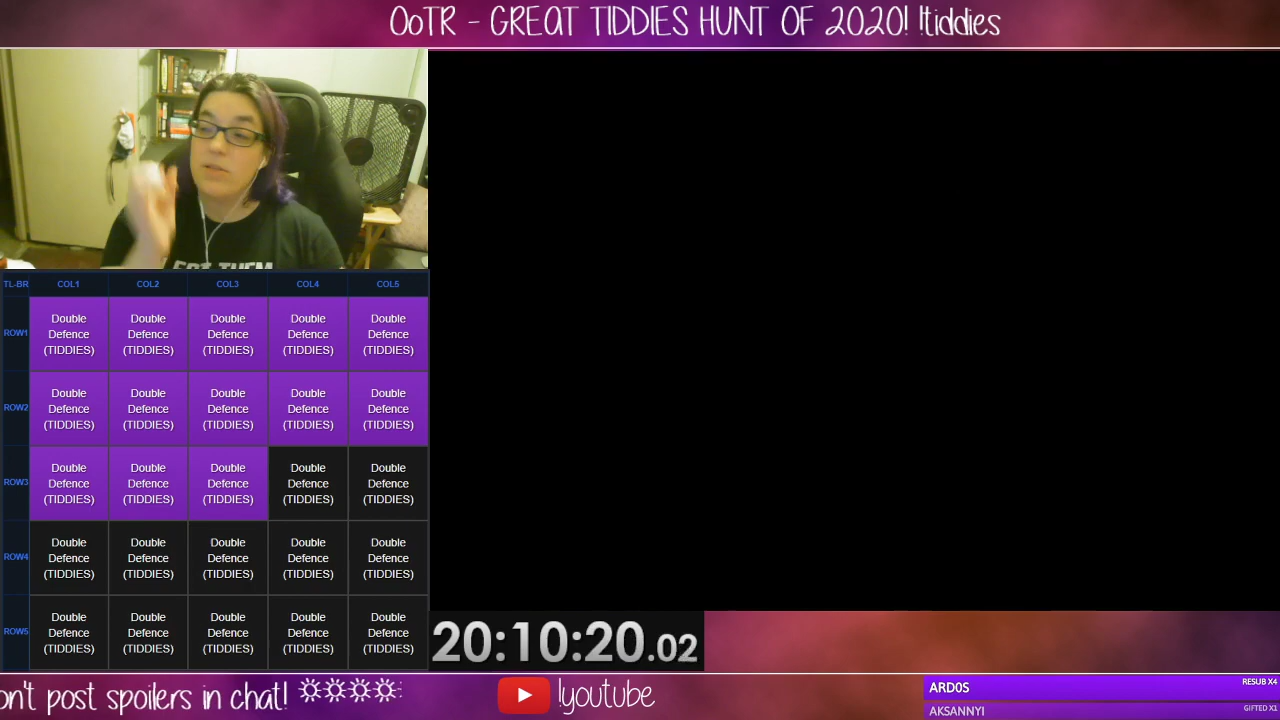 OoTR - GREAT TIDDIES HUNT OF 2020! !tiddies
GOT THEM
TL-BR COL1 COL2 COL3 COL4 COL5
ROW1
Double Double Double Double Double
Defence Defence Defence Defence Defence
(TIDDIES) (TIDDIES) (TIDDIES) (TIDDIES) (TIDDIES)
ROW2
Double Double Double Double Double
Defence Defence Defence Defence Defence
(TIDDIES) (TIDDIES) (TIDDIES) (TIDDIES) (TIDDIES)
ROW3
Double Double Double Double Double
Defence Defence Defence Defence Defence
(TIDDIES) (TIDDIES) (TIDDIES) (TIDDIES) (TIDDIES)
ROW4
Double Double Double Double Double
Defence Defence Defence Defence Defence
(TIDDIES) (TIDDIES) (TIDDIES) (TIDDIES) (TIDDIES)
ROW5
Double Double Double Double Double
Defence Defence Defence Defence Defence
(TIDDIES) (TIDDIES) (TIDDIES) (TIDDIES) (TIDDIES)
20:10:20.02
on't post spoilers in chat!
!youtube
ARD0S RESUB X4
AKSANNYI GIFTED X1